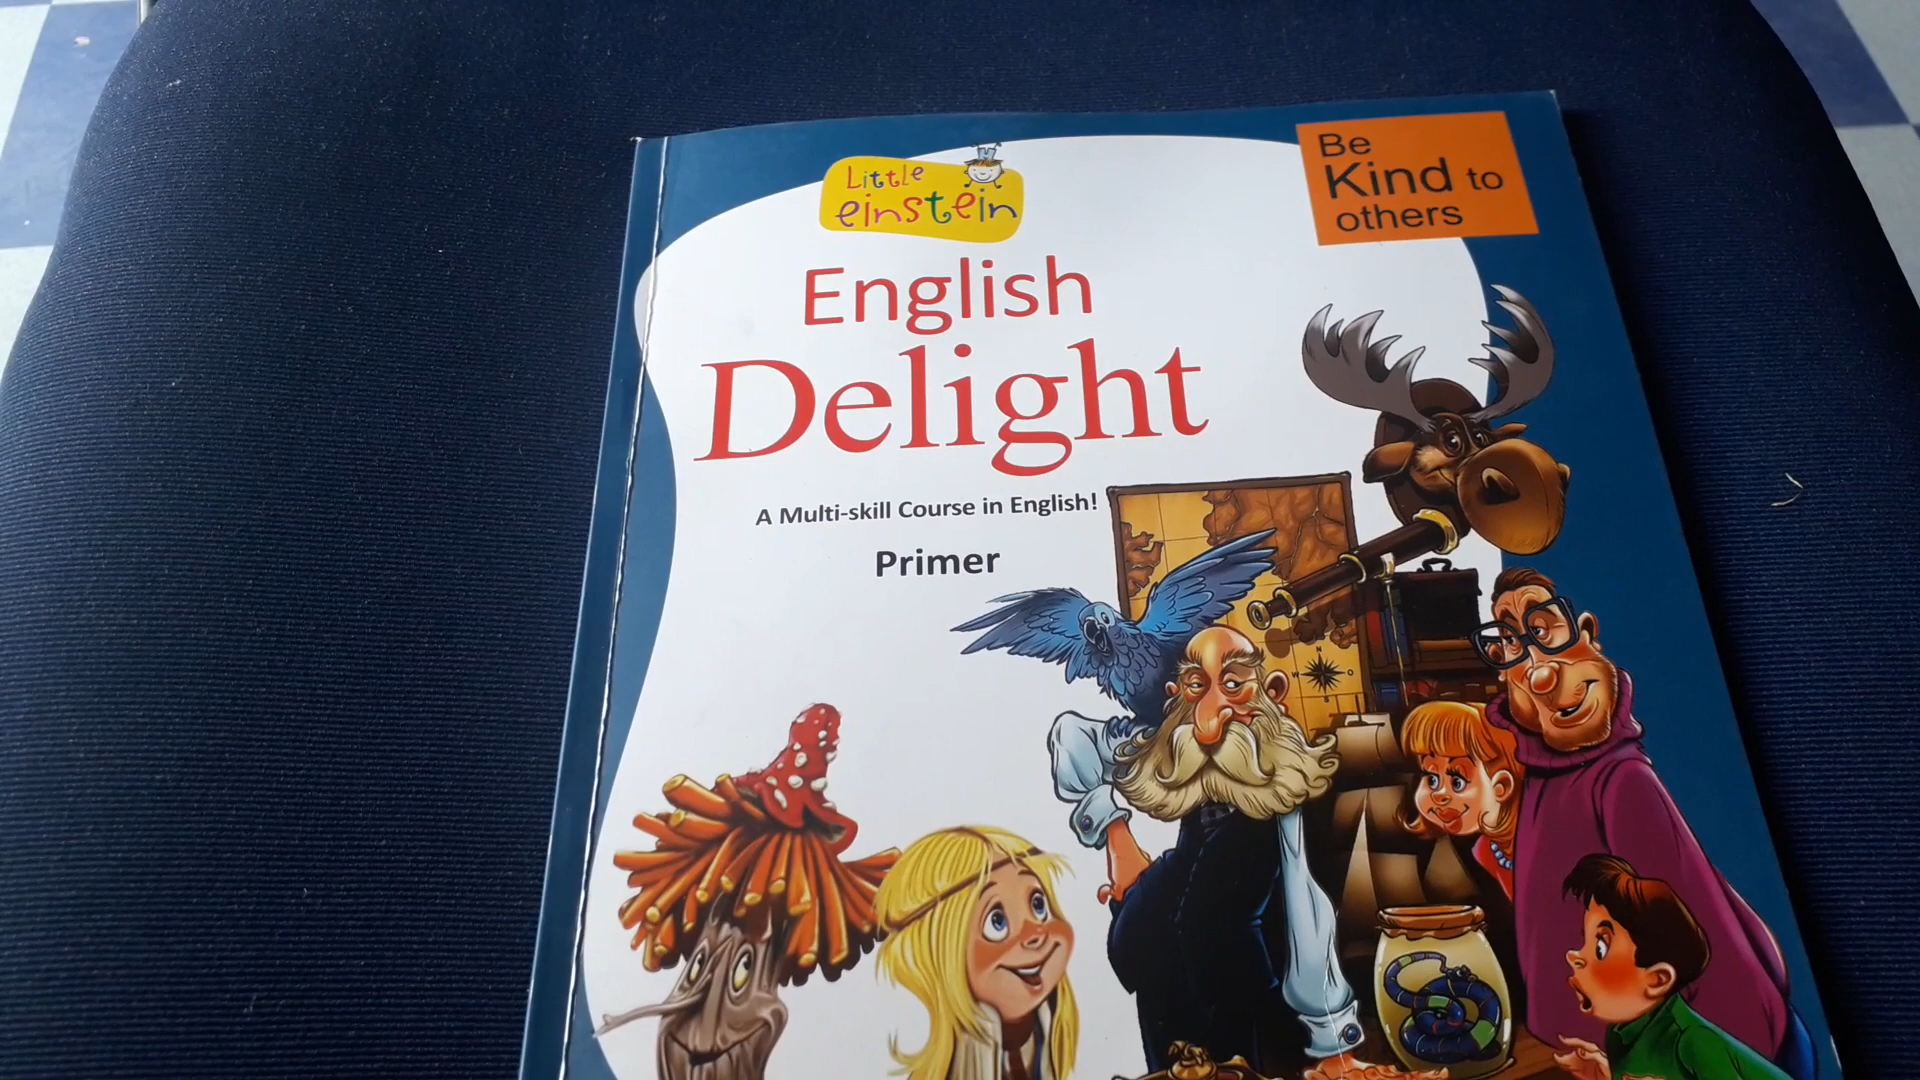 Little
einstein
Be
Kind to
others
English
Delight
A Multi-skill Course in English!
Primer
N
W
O